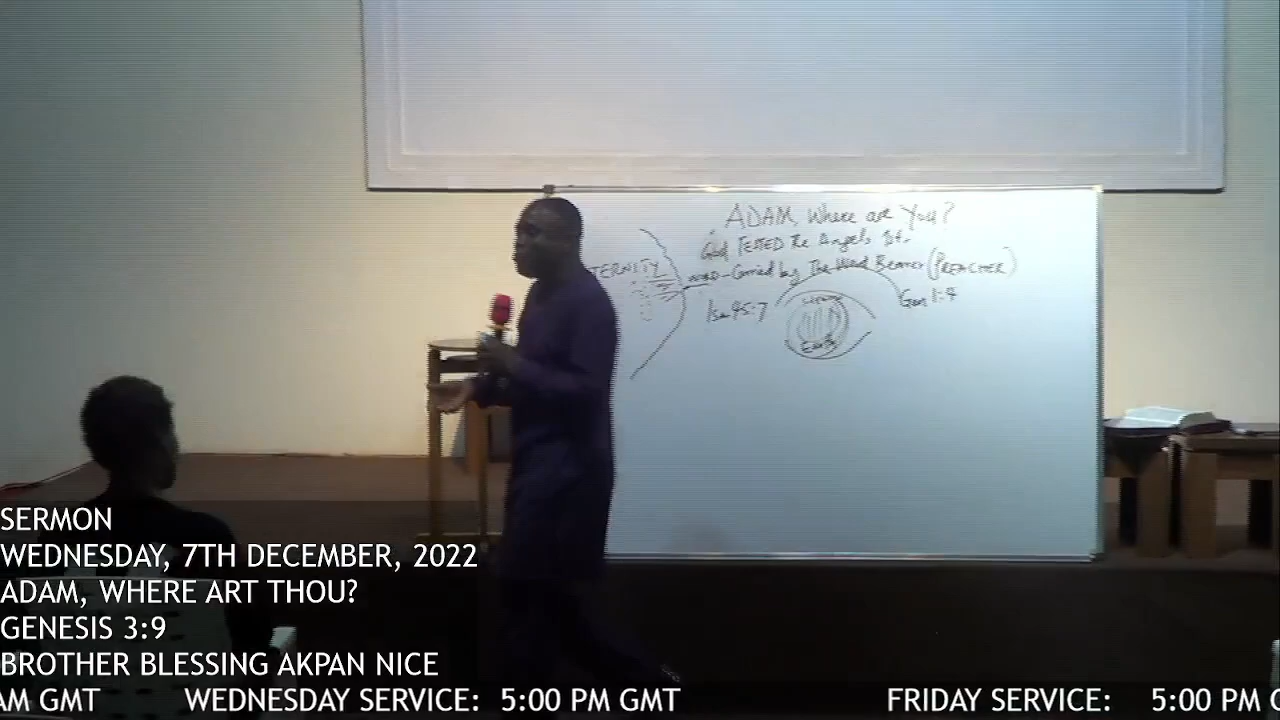 ADAM, Where are You?
God TESTED the Angels 1st.
TERNITY
WORD - Carried by The Word Bearer (PREACHER)
Isa 45:7
Gen 1:4
Earth
SERMON
WEDNESDAY, 7TH DECEMBER, 2022
ADAM, WHERE ART THOU?
GENESIS 3:9
BROTHER BLESSING AKPAN NICE
AM GMT WEDNESDAY SERVICE: 5:00 PM GMT FRIDAY SERVICE: 5:00 PM G